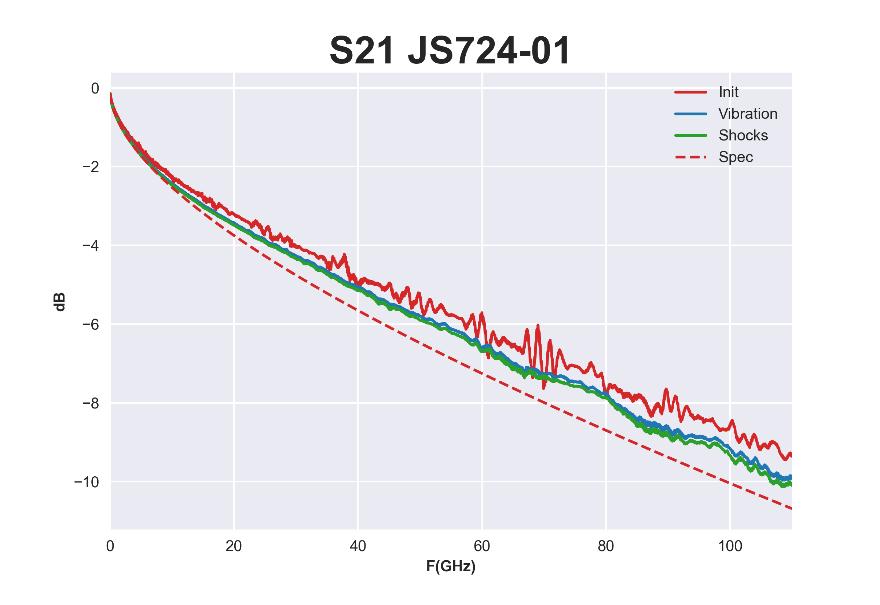 S21 JS724-01
Init
Vibration
Shocks
Spec
0
−2
−4
−6
−8
−10
dB
0 20 40 60 80 100
F(GHz)